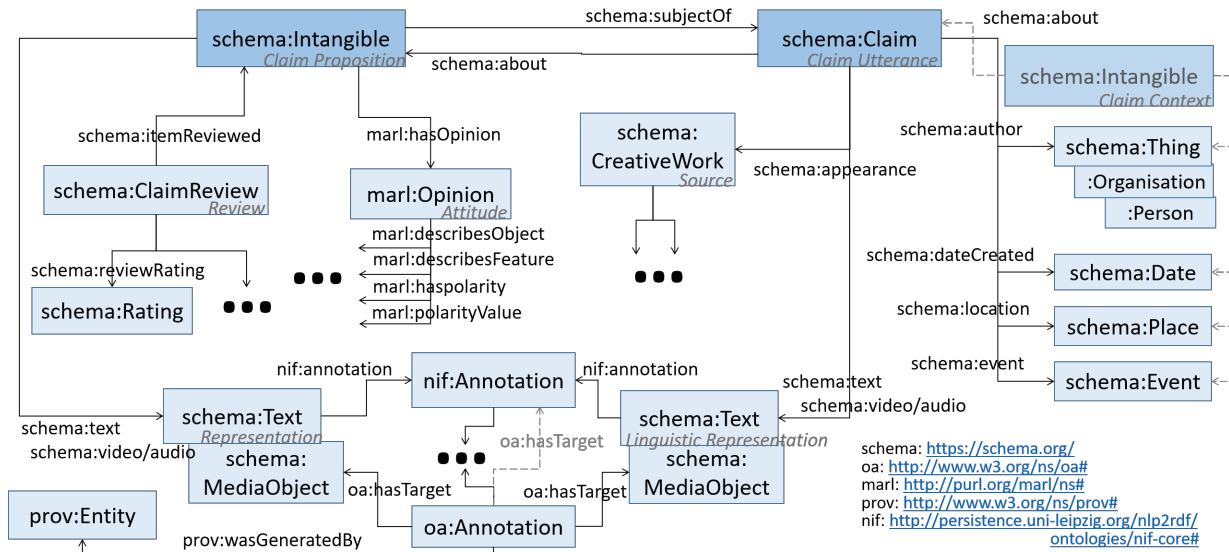 schema:Intangible
Claim Proposition
schema:subjectOf
schema:about
schema:Claim
Claim Utterance
schema:about
schema:Intangible
Claim Context
schema:itemReviewed
marl:hasOpinion
schema:
CreativeWork
Source
schema:appearance
schema:author
schema:Thing
:Organisation
:Person
schema:ClaimReview
Review
marl:Opinion
Attitude
marl:describesObject
marl:describesFeature
marl:haspolarity
marl:polarityValue
schema:reviewRating
schema:Rating
schema:dateCreated
schema:Date
schema:location
schema:Place
schema:event
schema:Event
nif:annotation
nif:Annotation
nif:annotation
schema:text
schema:video/audio
schema:Text
Representation
schema:
MediaObject
schema:text
schema:video/audio
oa:hasTarget
schema:Text
Linguistic Representation
schema:
MediaObject
oa:hasTarget
oa:hasTarget
oa:Annotation
prov:Entity
prov:wasGeneratedBy
schema: https://schema.org/
oa: http://www.w3.org/ns/oa#
marl: http://purl.org/marl/ns#
prov: http://www.w3.org/ns/prov#
nif: http://persistence.uni-leipzig.org/nlp2rdf/
ontologies/nif-core#